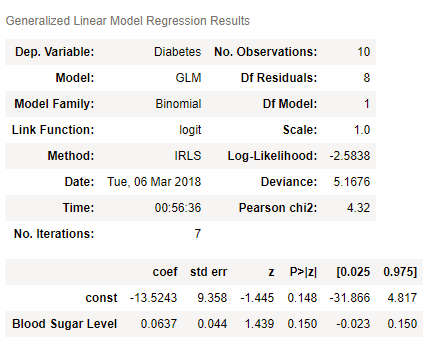 Generalized Linear Model Regression Results
Dep. Variable: Diabetes No. Observations: 10
Model: GLM Df Residuals: 8
Model Family: Binomial Df Model: 1
Link Function: logit Scale: 1.0
Method: IRLS Log-Likelihood: -2.5838
Date: Tue, 06 Mar 2018 Deviance: 5.1676
Time: 00:56:36 Pearson chi2: 4.32
No. Iterations: 7
coef std err z P>|z| [0.025 0.975]
const -13.5243 9.358 -1.445 0.148 -31.866 4.817
Blood Sugar Level 0.0637 0.044 1.439 0.150 -0.023 0.150